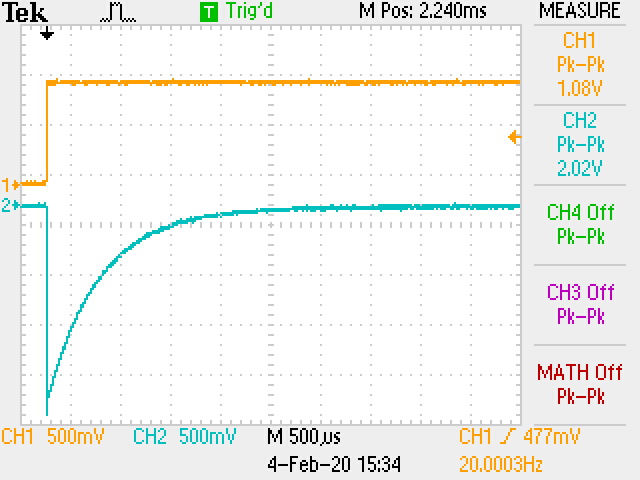 Tek T Trig'd M Pos: 2.240ms MEASURE
CH1
Pk-Pk
1.08V
CH2
Pk-Pk
2.02V
CH4 Off
Pk-Pk
CH3 Off
Pk-Pk
MATH Off
Pk-Pk
1
2
CH1 500mV CH2 500mV M 500µs CH1 477mV
4-Feb-20 15:34 20.0003Hz